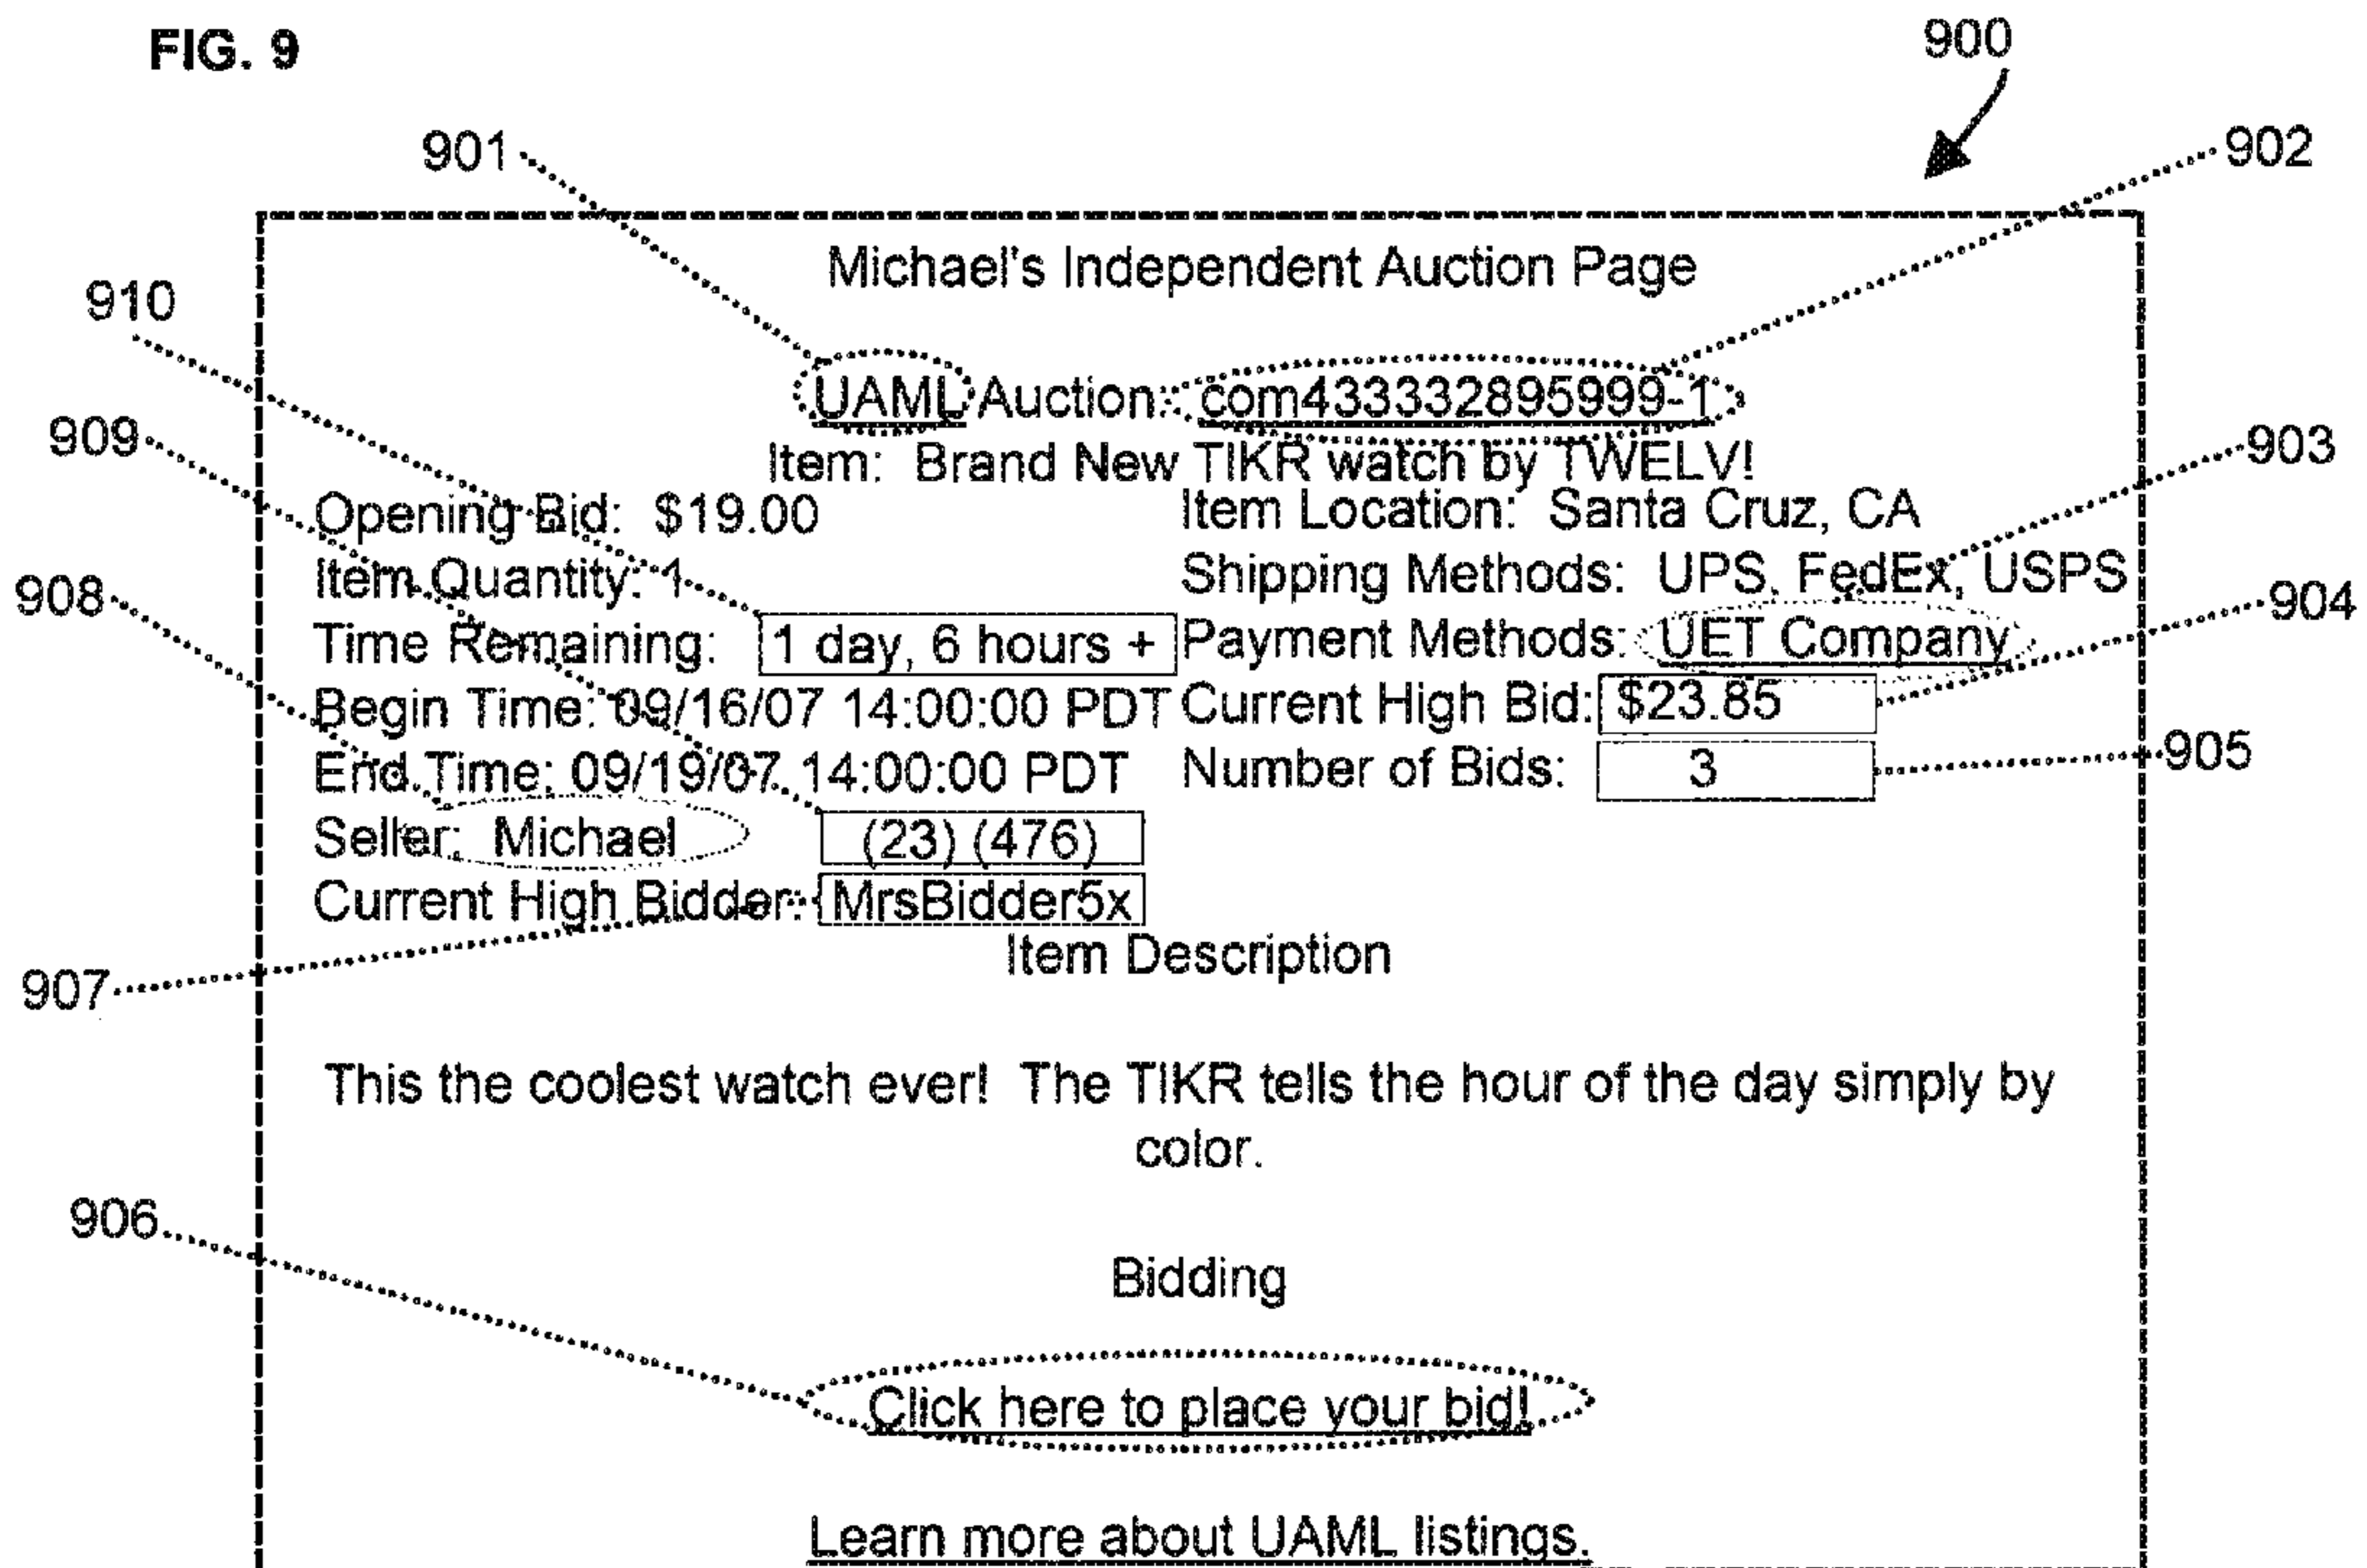 FIG. 9
900
901
902
Michael's Independent Auction Page
910
UAML Auction: com433332895999-1
909
903
Item: Brand New TIKR watch by TWELV!
Opening Bid: $19.00
Item Location: Santa Cruz, CA
Item Quantity: 1
Shipping Methods: UPS, FedEx, USPS
908
904
Time Remaining: 1 day, 6 hours +
Payment Methods: UET Company
Begin Time: 09/16/07 14:00:00 PDT
Current High Bid: $23.85
End Time: 09/19/07 14:00:00 PDT
Number of Bids: 3
905
Seller: Michael (23) (476)
Current High Bidder: MrsBidder5x
Item Description
907
This the coolest watch ever! The TIKR tells the hour of the day simply by
color.
906
Bidding
Click here to place your bid!
Learn more about UAML listings.